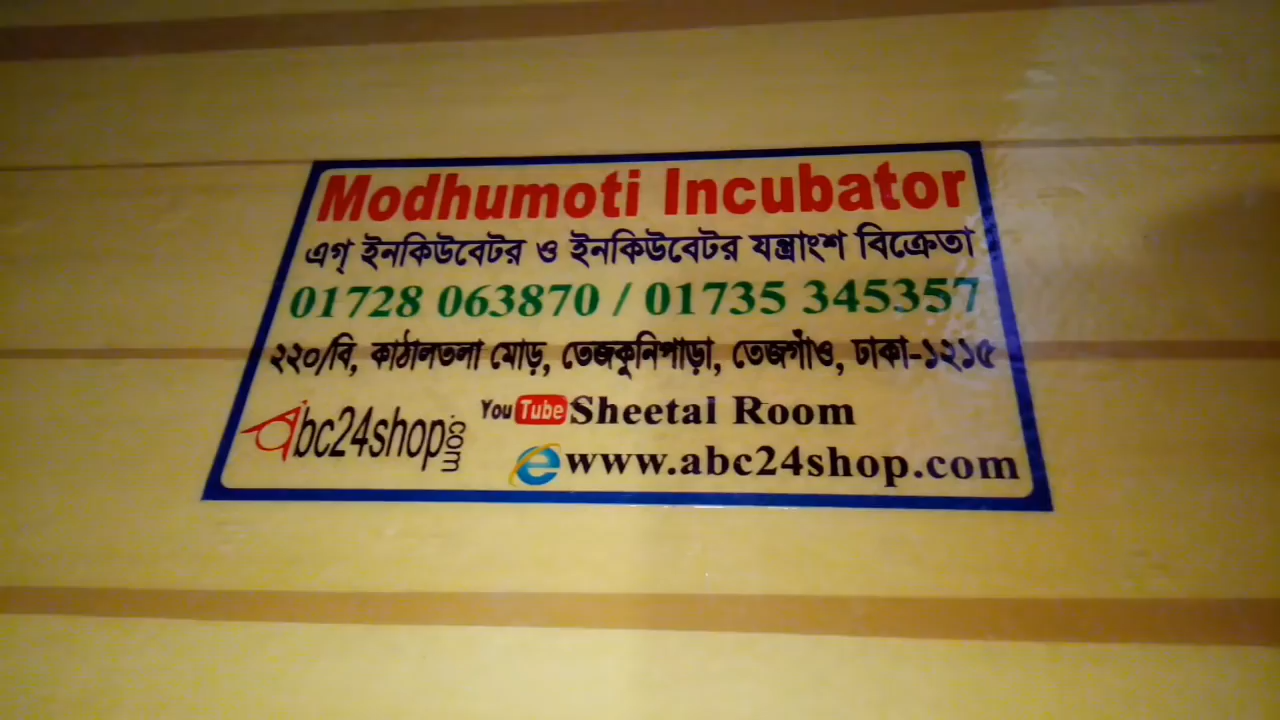 Modhumoti Incubator
এগ্ ইনকিউবেটর ও ইনকিউবেটর যন্ত্রাংশ বিক্রেতা
01728 063870 / 01735 345357
২২০/বি, কাঠালতলা মোড়, তেজকুনিপাড়া, তেজগাঁও, ঢাকা-১২১৫
Abc24shop.com
YouTube Sheetal Room
www.abc24shop.com